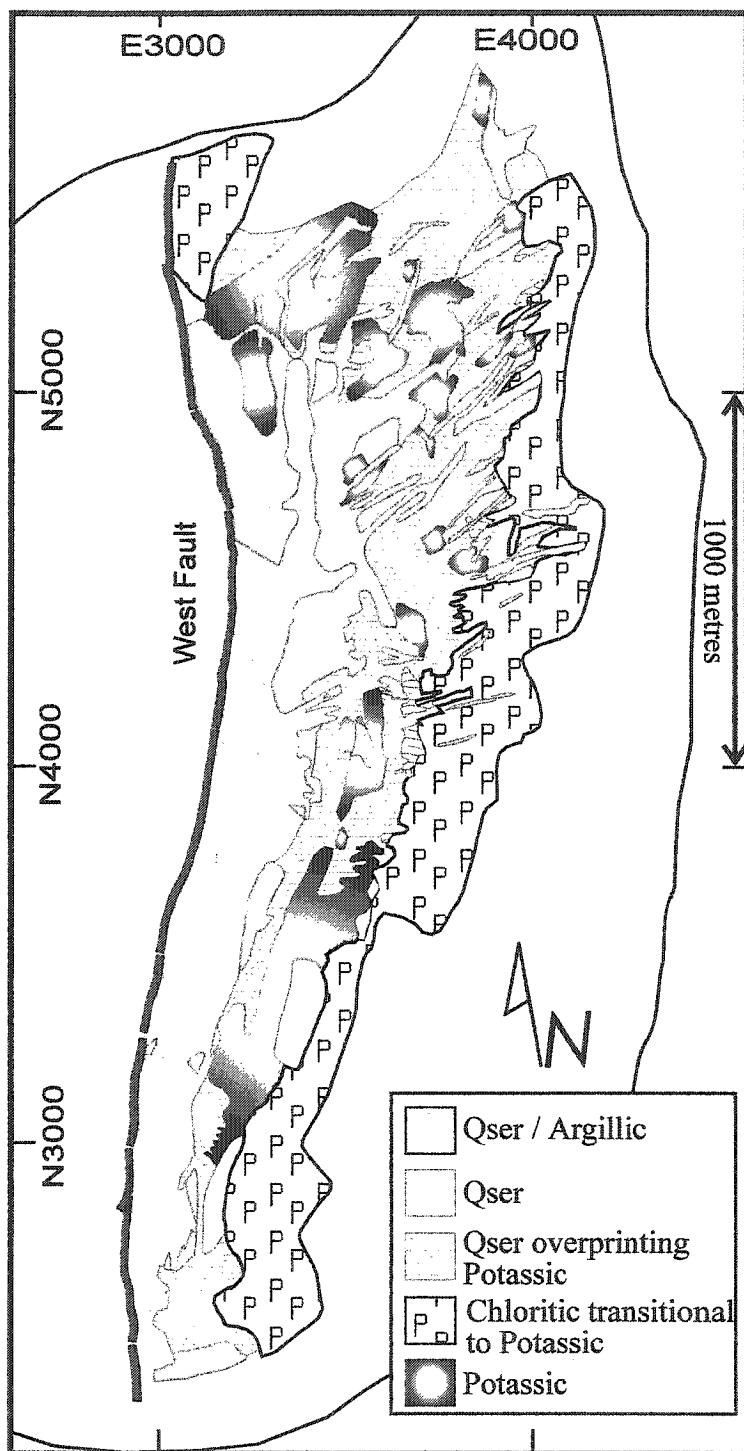 E3000
E4000
N5000
West Fault
1000 metres
N4000
N
N3000
Qser / Argillic
Qser
Qser overprinting
Potassic
Chloritic transitional
to Potassic
Potassic